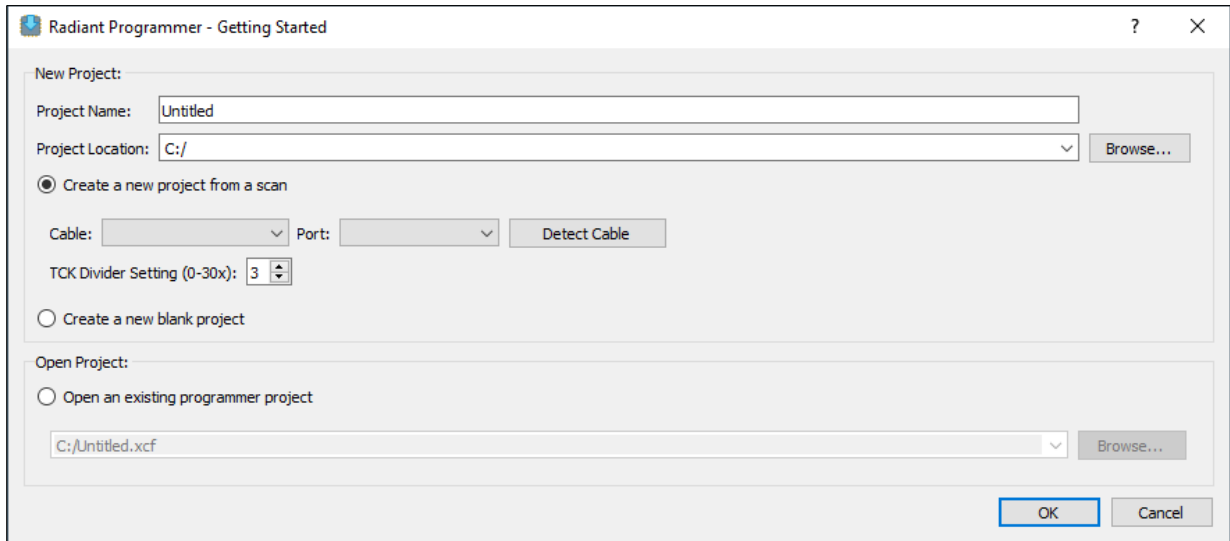 Radiant Programmer - Getting Started ?
New Project:
Project Name: Untitled
Project Location: C:/ Browse...
Create a new project from a scan
Cable: Port: Detect Cable
TCK Divider Setting (0-30x): 3
Create a new blank project
Open Project:
Open an existing programmer project
C:/Untitled.xcf Browse...
OK Cancel